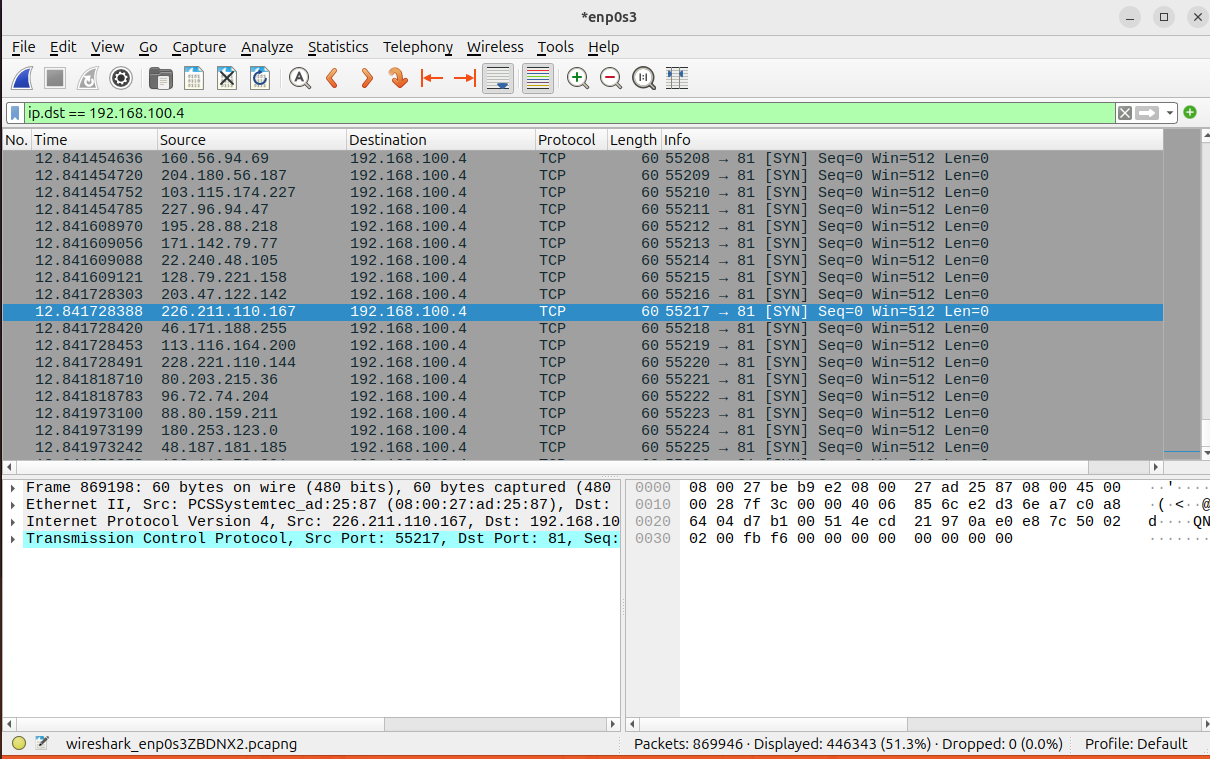 *enp0s3
File Edit View Go Capture Analyze Statistics Telephony Wireless Tools Help
ip.dst == 192.168.100.4
No. Time Source Destination Protocol Length Info
12.841454636 160.56.94.69 192.168.100.4 TCP 60 55208 → 81 [SYN] Seq=0 Win=512 Len=0
12.841454720 204.180.56.187 192.168.100.4 TCP 60 55209 → 81 [SYN] Seq=0 Win=512 Len=0
12.841454752 103.115.174.227 192.168.100.4 TCP 60 55210 → 81 [SYN] Seq=0 Win=512 Len=0
12.841454785 227.96.94.47 192.168.100.4 TCP 60 55211 → 81 [SYN] Seq=0 Win=512 Len=0
12.841608970 195.28.88.218 192.168.100.4 TCP 60 55212 → 81 [SYN] Seq=0 Win=512 Len=0
12.841609056 171.142.79.77 192.168.100.4 TCP 60 55213 → 81 [SYN] Seq=0 Win=512 Len=0
12.841609088 22.240.48.105 192.168.100.4 TCP 60 55214 → 81 [SYN] Seq=0 Win=512 Len=0
12.841609121 128.79.221.158 192.168.100.4 TCP 60 55215 → 81 [SYN] Seq=0 Win=512 Len=0
12.841728303 203.47.122.142 192.168.100.4 TCP 60 55216 → 81 [SYN] Seq=0 Win=512 Len=0
12.841728388 226.211.110.167 192.168.100.4 TCP 60 55217 → 81 [SYN] Seq=0 Win=512 Len=0
12.841728420 46.171.188.255 192.168.100.4 TCP 60 55218 → 81 [SYN] Seq=0 Win=512 Len=0
12.841728453 113.116.164.200 192.168.100.4 TCP 60 55219 → 81 [SYN] Seq=0 Win=512 Len=0
12.841728491 228.221.110.144 192.168.100.4 TCP 60 55220 → 81 [SYN] Seq=0 Win=512 Len=0
12.841818710 80.203.215.36 192.168.100.4 TCP 60 55221 → 81 [SYN] Seq=0 Win=512 Len=0
12.841818783 96.72.74.204 192.168.100.4 TCP 60 55222 → 81 [SYN] Seq=0 Win=512 Len=0
12.841973100 88.80.159.211 192.168.100.4 TCP 60 55223 → 81 [SYN] Seq=0 Win=512 Len=0
12.841973199 180.253.123.0 192.168.100.4 TCP 60 55224 → 81 [SYN] Seq=0 Win=512 Len=0
12.841973242 48.187.181.185 192.168.100.4 TCP 60 55225 → 81 [SYN] Seq=0 Win=512 Len=0
Frame 869198: 60 bytes on wire (480 bits), 60 bytes captured (480
Ethernet II, Src: PCSSystemtec_ad:25:87 (08:00:27:ad:25:87), Dst:
Internet Protocol Version 4, Src: 226.211.110.167, Dst: 192.168.10
Transmission Control Protocol, Src Port: 55217, Dst Port: 81, Seq:
0000 08 00 27 be b9 e2 08 00 27 ad 25 87 08 00 45 00 ··'····
0010 00 28 7f 3c 00 00 40 06 85 6c e2 d3 6e a7 c0 a8 ·(·<··@
0020 64 04 d7 b1 00 51 4e cd 21 97 0a e0 e8 7c 50 02 d····QN
0030 02 00 fb f6 00 00 00 00 00 00 00 00 ·······
wireshark_enp0s3ZBDNX2.pcapng Packets: 869946 · Displayed: 446343 (51.3%) · Dropped: 0 (0.0%) Profile: Default